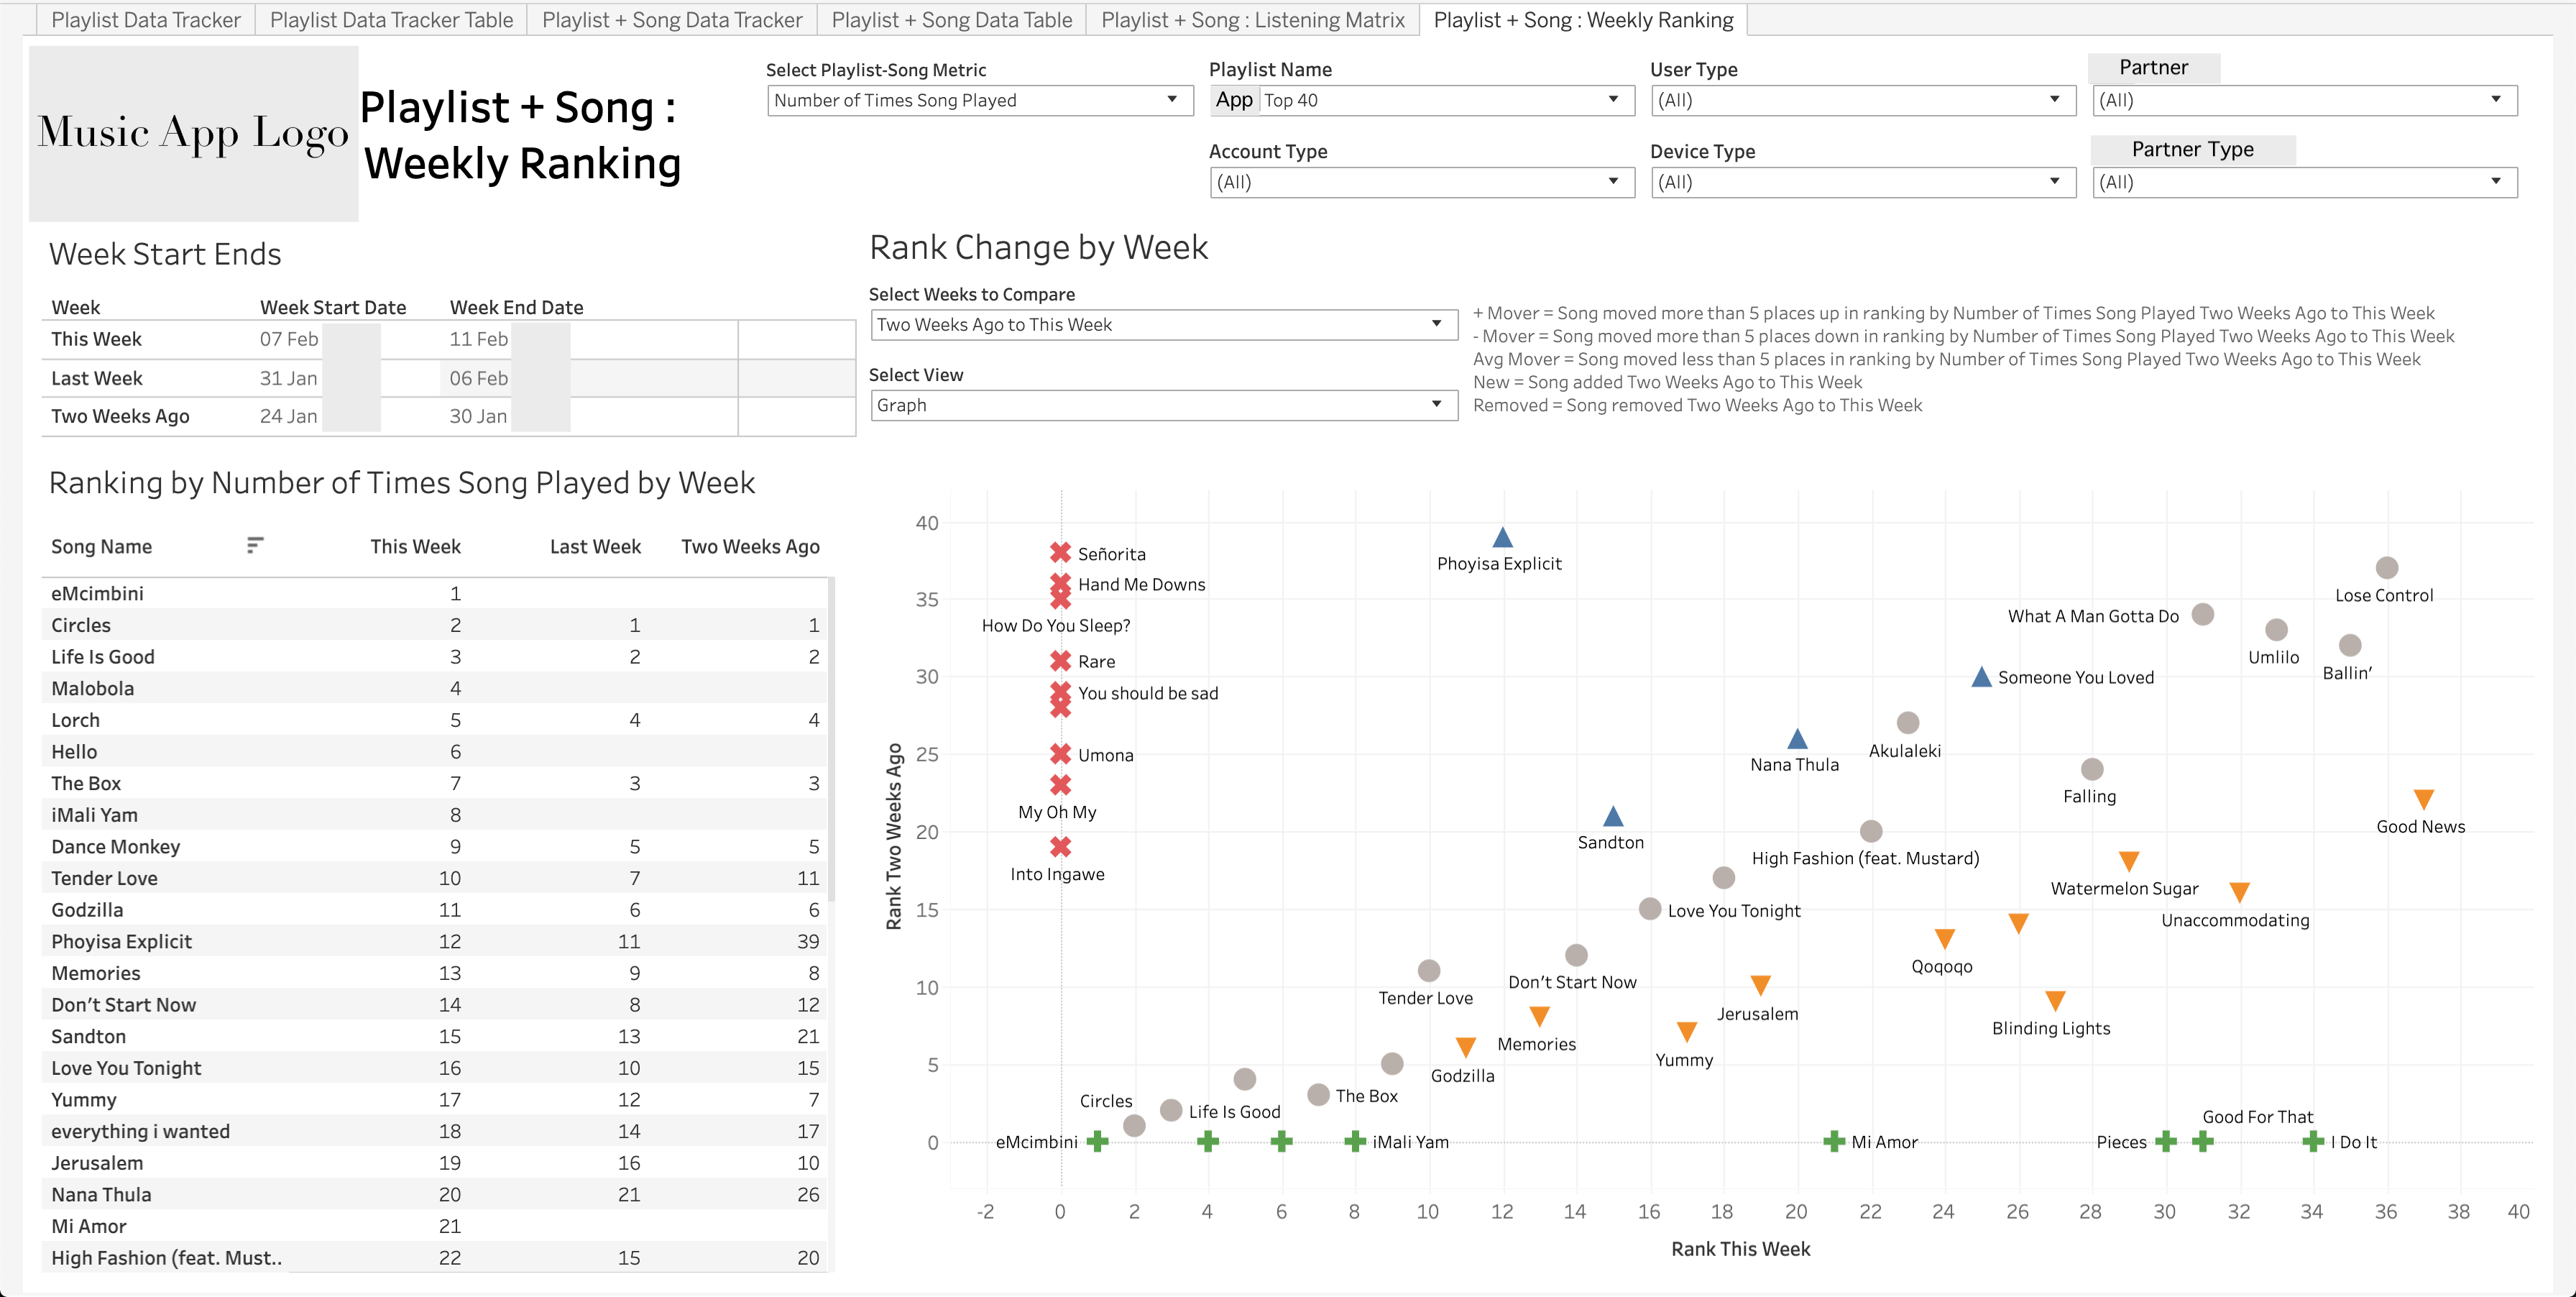 Playlist Data Tracker
Playlist Data Tracker Table
Playlist + Song Data Tracker
Playlist + Song Data Table
Playlist + Song : Listening Matrix
Playlist + Song : Weekly Ranking
Music App Logo
Playlist + Song :
Weekly Ranking
Select Playlist-Song Metric
Number of Times Song Played
Playlist Name
App Top 40
User Type
(All)
Partner
(All)
Account Type
(All)
Device Type
(All)
Partner Type
(All)
Week Start Ends
Week Week Start Date Week End Date
This Week 07 Feb 11 Feb
Last Week 31 Jan 06 Feb
Two Weeks Ago 24 Jan 30 Jan
Rank Change by Week
Select Weeks to Compare
Two Weeks Ago to This Week
Select View
Graph
+ Mover = Song moved more than 5 places up in ranking by Number of Times Song Played Two Weeks Ago to This Week
- Mover = Song moved more than 5 places down in ranking by Number of Times Song Played Two Weeks Ago to This Week
Avg Mover = Song moved less than 5 places in ranking by Number of Times Song Played Two Weeks Ago to This Week
New = Song added Two Weeks Ago to This Week
Removed = Song removed Two Weeks Ago to This Week
Ranking by Number of Times Song Played by Week
Song Name This Week Last Week Two Weeks Ago
eMcimbini 1
Circles 2 1 1
Life Is Good 3 2 2
Malobola 4
Lorch 5 4 4
Hello 6
The Box 7 3 3
iMali Yam 8
Dance Monkey 9 5 5
Tender Love 10 7 11
Godzilla 11 6 6
Phoyisa Explicit 12 11 39
Memories 13 9 8
Don't Start Now 14 8 12
Sandton 15 13 21
Love You Tonight 16 10 15
Yummy 17 12 7
everything i wanted 18 14 17
Jerusalem 19 16 10
Nana Thula 20 21 26
Mi Amor 21
High Fashion (feat. Must.. 22 15 20
Rank Two Weeks Ago
40
35
30
25
20
15
10
5
0
Señorita
Hand Me Downs
How Do You Sleep?
Rare
You should be sad
Umona
My Oh My
Into Ingawe
Phoyisa Explicit
Lose Control
What A Man Gotta Do
Umlilo
Ballin'
Someone You Loved
Akulaleki
Nana Thula
Falling
Good News
Sandton
High Fashion (feat. Mustard)
Watermelon Sugar
Unaccommodating
Love You Tonight
Qoqoqo
Don't Start Now
Tender Love
Jerusalem
Blinding Lights
Memories
Yummy
Godzilla
The Box
Circles
Life Is Good
eMcimbini
iMali Yam
Mi Amor
Pieces
Good For That
I Do It
-2 0 2 4 6 8 10 12 14 16 18 20 22 24 26 28 30 32 34 36 38 40
Rank This Week